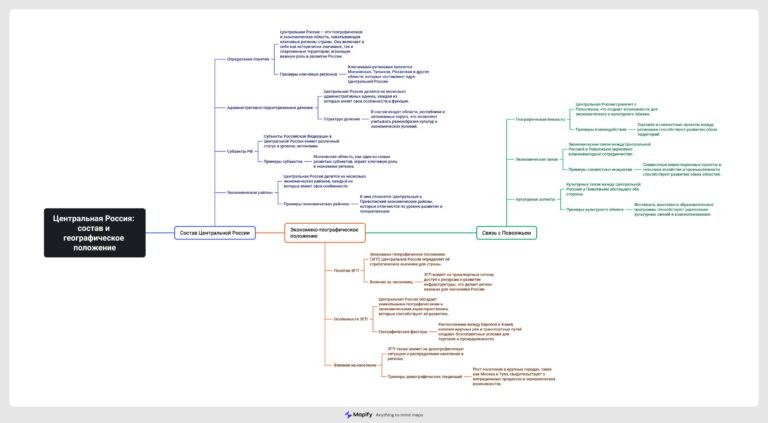 Центральная Россия:
состав и
географическое
положение
Состав Центральной России
Определение понятия
Центральная Россия — это географическая
и экономическая область, охватывающая
ключевые регионы страны. Она включает в
себя как исторически значимые, так и
современные территории, играющие
важную роль в развитии России.
Примеры ключевых регионов
Ключевыми регионами являются
Московская, Тульская, Рязанская и другие
области, которые составляют ядро
Центральной России
Административно-территориальное деление
Центральная Россия делится на несколько
административных единиц, каждая из
которых имеет свои особенности и функции.
Структура деления
В состав входят области, республики и
автономные округа, что позволяет
учитывать разнообразие культур и
экономических условий.
Субъекты РФ
Субъекты Российской Федерации в
Центральной России имеют различный
статус и уровень автономии.
Примеры субъектов
Московская область, как один из самых
развитых субъектов, играет ключевую роль
в экономике региона.
Экономические районы
Центральная Россия делится на несколько
экономических районов, каждый из
которых имеет свои особенности
Примеры экономических районов
К ним относятся Центральный и
Приволжский экономические районы,
которые отличаются по уровню развития и
специализации
Экономико-географическое
положение
Понятие ЭГП
Экономико-географическое положение
(ЭГП) Центральной России определяет её
стратегическое значение для страны.
Влияние на экономику
ЭГП влияет на транспортные потоки,
доступ к ресурсам и развитие
инфраструктуры, что делает регион
важным для экономики России.
Особенности ЭГП
Центральная Россия обладает
уникальными географическими и
экономическими характеристиками,
которые способствуют её развитию.
Географические факторы
Расположение между Европой и Азией,
наличие крупных рек и транспортных путей
создают благоприятные условия для
торговли и промышленности.
Влияние на население
ЭГП также влияет на демографическую
ситуацию и распределение населения в
регионе.
Примеры демографических тенденций
Рост населения в крупных городах, таких
как Москва и Тула, свидетельствует о
миграционных процессах и экономических
возможностях.
Связь с Поволжьем
Географическая близость
Центральная Россия граничит с
Поволжьем, что создает возможности для
экономического и культурного обмена.
Примеры взаимодействия
Торговля и совместные проекты между
регионами способствуют развитию обеих
территорий.
Экономические связи
Экономические связи между Центральной
Россией и Поволжьем укрепляют
взаимовыгодное сотрудничество.
Примеры совместных инициатив
Совместные инвестиционные проекты в
сельском хозяйстве и промышленности
способствуют развитию обеих областей.
Культурные аспекты
Культурные связи между Центральной
Россией и Поволжьем обогащают обе
стороны.
Примеры культурного обмена
Фестивали, выставки и образовательные
программы способствуют укреплению
культурных связей и взаимопониманию.
Mapify
Anything to mind maps